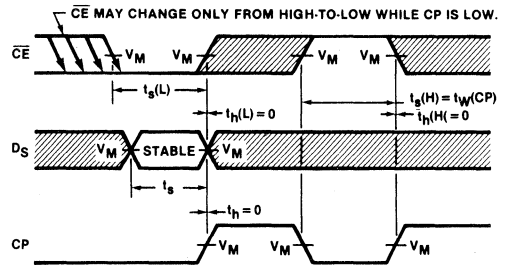 CE MAY CHANGE ONLY FROM HIGH-TO-LOW WHILE CP IS LOW.
CE VM VM VM VM
ts(L) ts(H) = tW(CP)
th(L) = 0 th(H( = 0
DS VM STABLE VM
ts
th = 0
CP VM VM VM